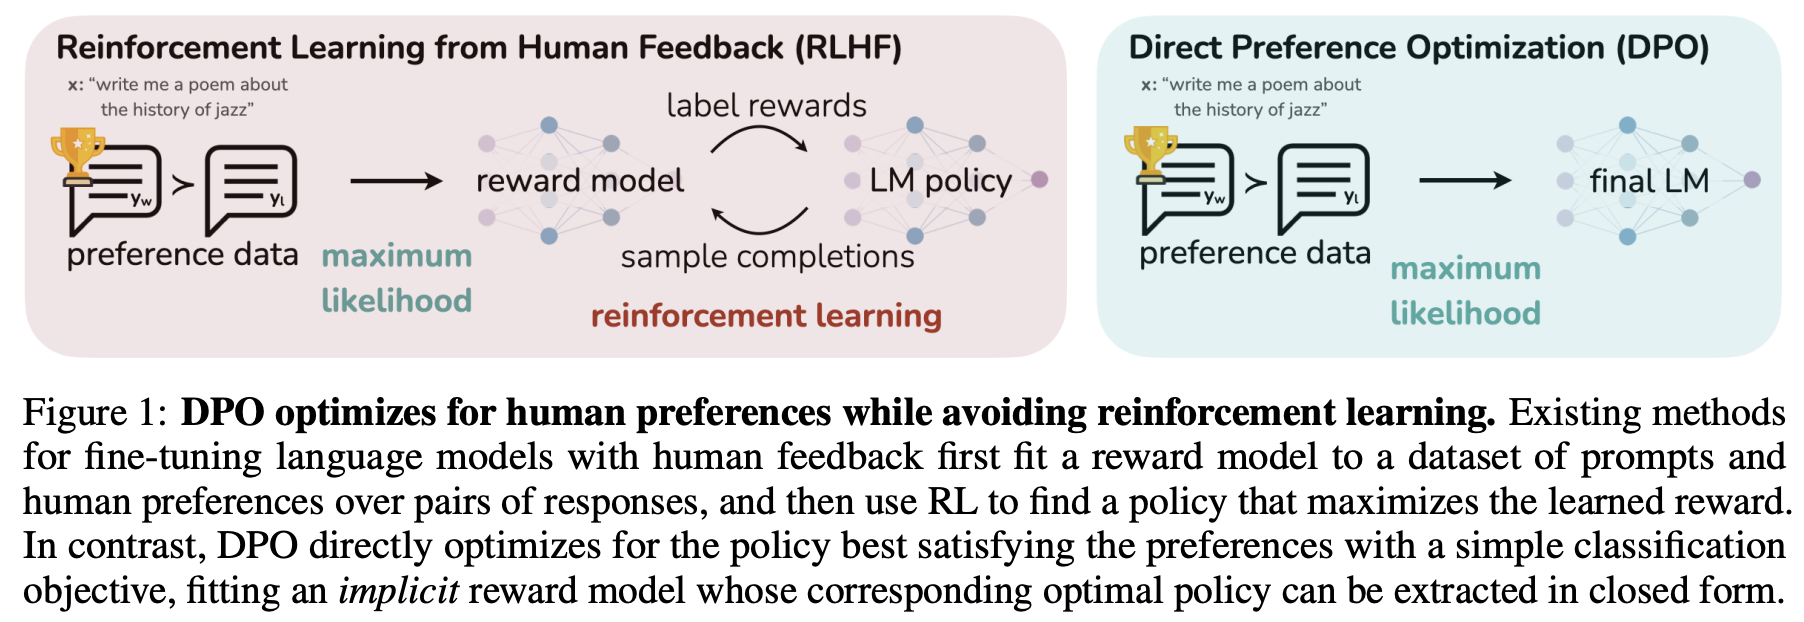 Reinforcement Learning from Human Feedback (RLHF)
x: “write me a poem about
the history of jazz”
label rewards
yw
≻
yl
reward model
LM policy
preference data
maximum
likelihood
sample completions
reinforcement learning
Direct Preference Optimization (DPO)
x: “write me a poem about
the history of jazz”
yw
≻
yl
final LM
preference data
maximum
likelihood
Figure 1: DPO optimizes for human preferences while avoiding reinforcement learning. Existing methods
for fine-tuning language models with human feedback first fit a reward model to a dataset of prompts and
human preferences over pairs of responses, and then use RL to find a policy that maximizes the learned reward.
In contrast, DPO directly optimizes for the policy best satisfying the preferences with a simple classification
objective, fitting an implicit reward model whose corresponding optimal policy can be extracted in closed form.